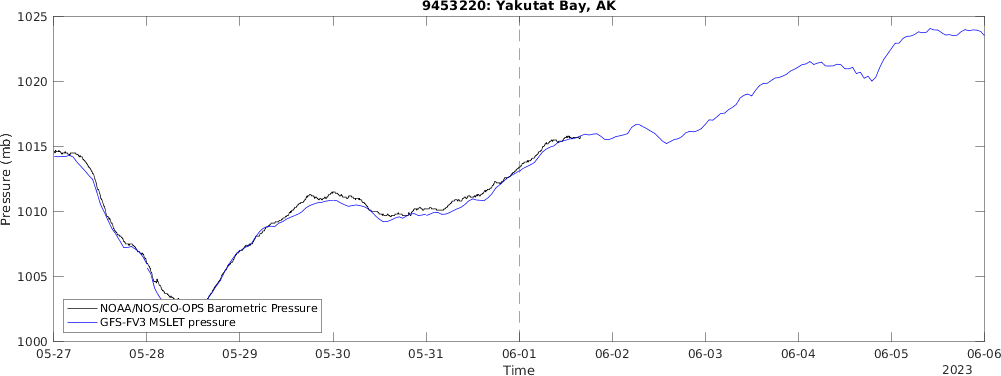 9453220: Yakutat Bay, AK
1025
1020
1015
1010
1005
1000
Pressure (mb)
NOAA/NOS/CO-OPS Barometric Pressure
GFS-FV3 MSLET pressure
05-27 05-28 05-29 05-30 05-31 06-01 06-02 06-03 06-04 06-05 06-06
Time
2023